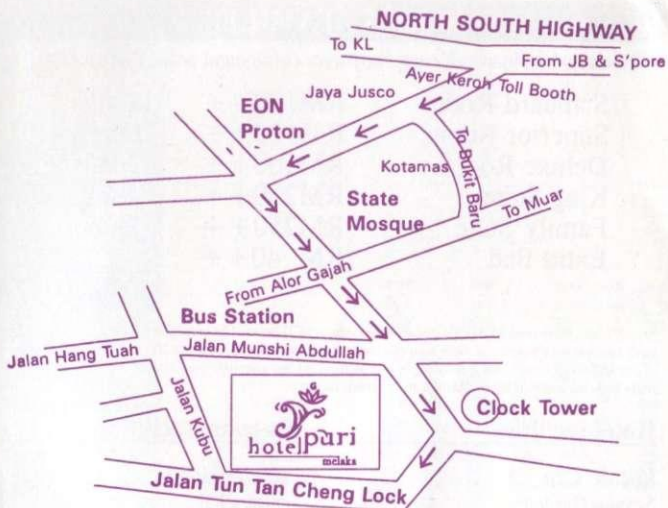 NORTH SOUTH HIGHWAY
To KL
From JB & S'pore
Ayer Keroh Toll Booth
Jaya Jusco
EON
Proton
To Bukit Baru
Kotamas
State
Mosque
To Muar
From Alor Gajah
Bus Station
Jalan Hang Tuah
Jalan Munshi Abdullah
Jalan Kubu
hotel puri
melaka
Clock Tower
Jalan Tun Tan Cheng Lock